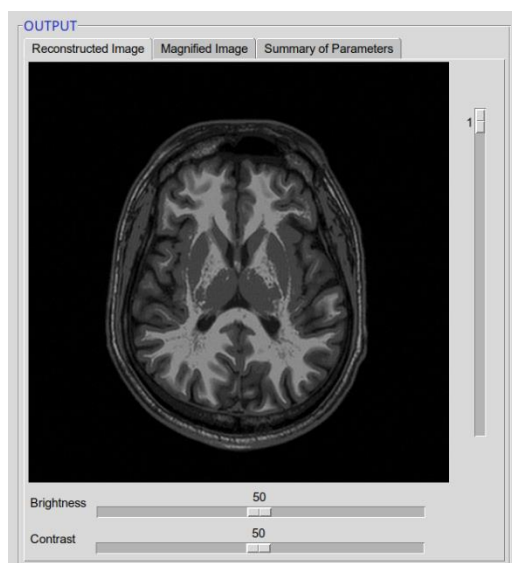 OUTPUT
Reconstructed Image Magnified Image Summary of Parameters
1
50
Brightness
50
Contrast